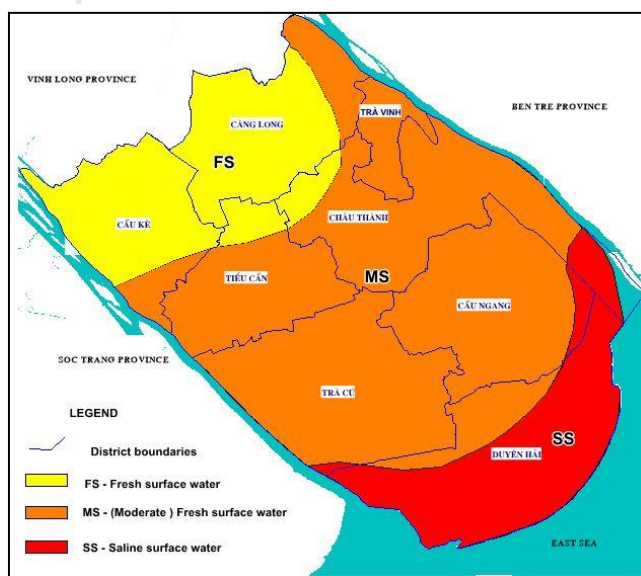 VINH LONG PROVINCE
BEN TRE PROVINCE
TRÀ VINH
CÀNG LONG
FS
CẦU KÈ
CHÂU THÀNH
TIỂU CẦN
MS
CẦU NGANG
SOC TRANG PROVINCE
TRÀ CÚ
LEGEND
SS
DUYÊN HẢI
District boundaries
FS - Fresh surface water
MS - (Moderate ) Fresh surface water
SS - Saline surface water
EAST SEA